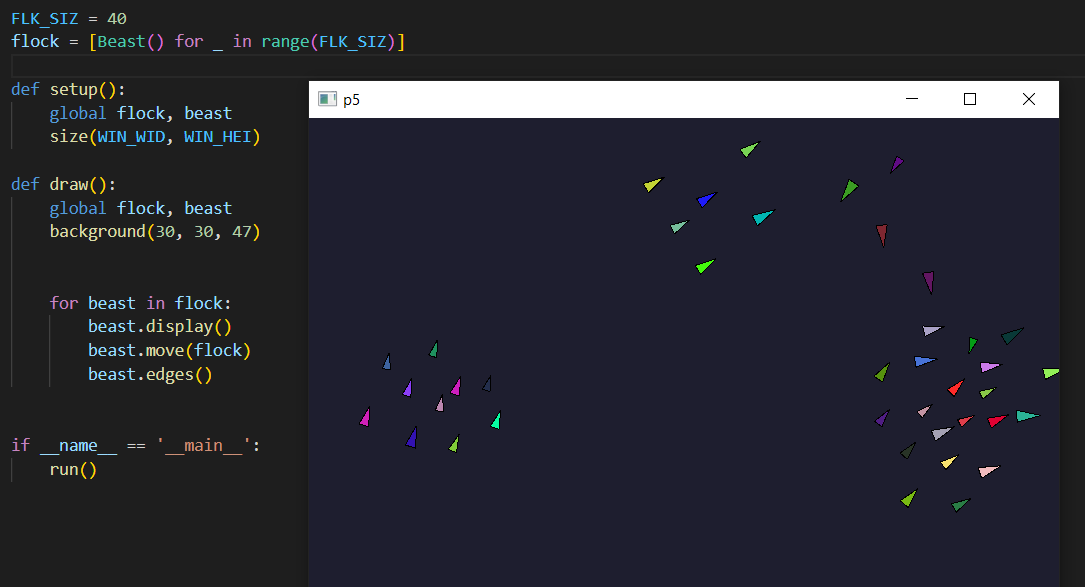 FLK_SIZ = 40
flock = [Beast() for _ in range(FLK_SIZ)]
def setup():
    global flock, beast
    size(WIN_WID, WIN_HEI)
def draw():
    global flock, beast
    background(30, 30, 47)
    for beast in flock:
        beast.display()
        beast.move(flock)
        beast.edges()
if __name__ == '__main__':
    run()
p5